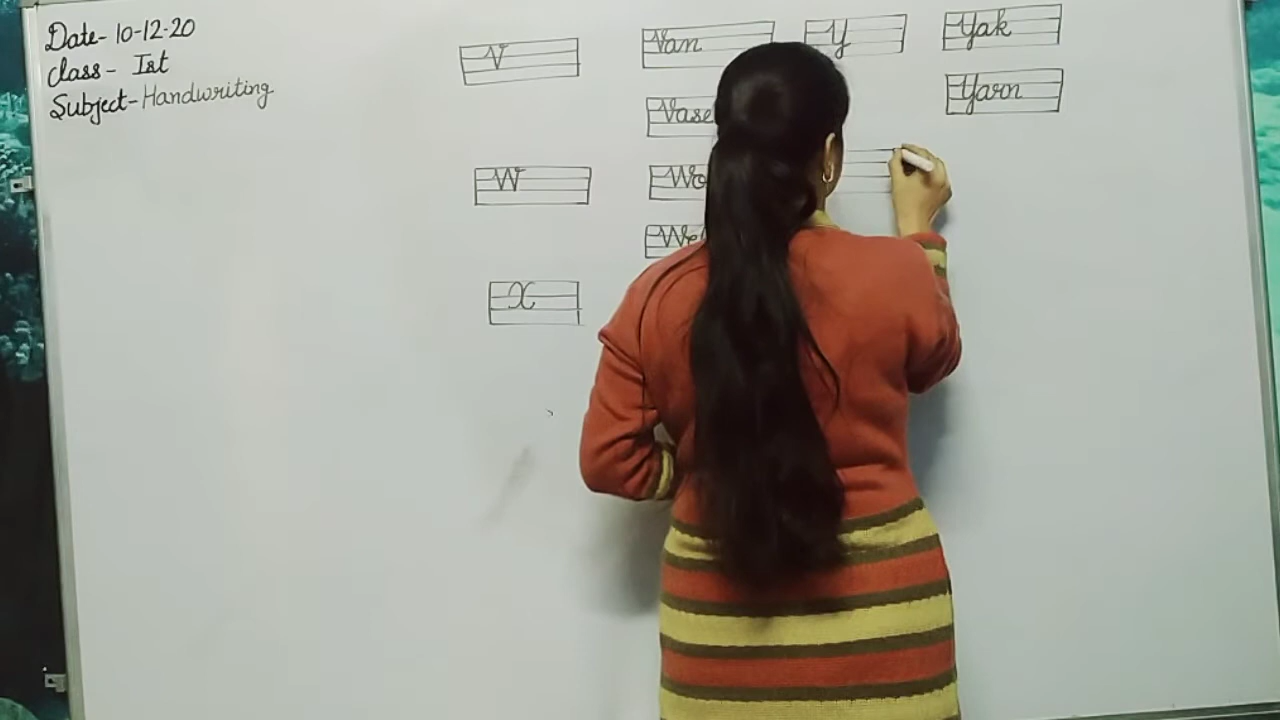 Date- 10-12-20
Class- Ist
Subject- Handwriting
V
Van
Vase
W
X
Y
Yak
Yarn